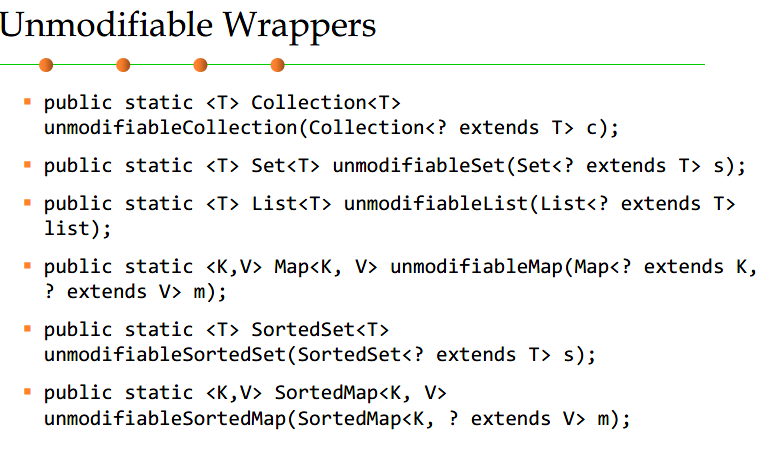 Unmodifiable Wrappers
public static <T> Collection<T>
unmodifiableCollection(Collection<? extends T> c);
public static <T> Set<T> unmodifiableSet(Set<? extends T> s);
public static <T> List<T> unmodifiableList(List<? extends T>
list);
public static <K,V> Map<K, V> unmodifiableMap(Map<? extends K,
? extends V> m);
public static <T> SortedSet<T>
unmodifiableSortedSet(SortedSet<? extends T> s);
public static <K,V> SortedMap<K, V>
unmodifiableSortedMap(SortedMap<K, ? extends V> m);